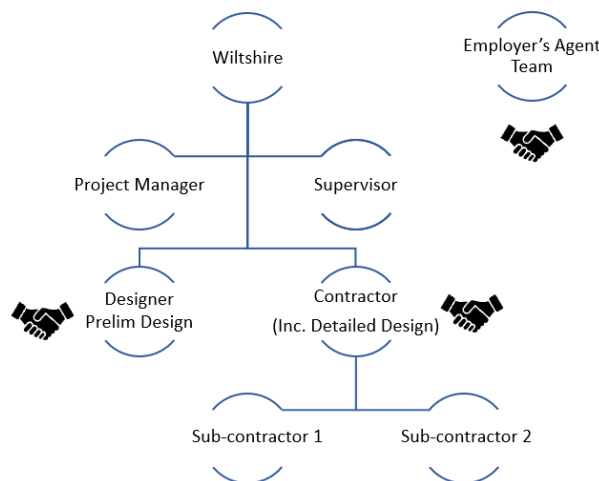 Wiltshire
Employer's Agent
Team
Project Manager
Supervisor
Designer
Prelim Design
Contractor
(Inc. Detailed Design)
Sub-contractor 1
Sub-contractor 2